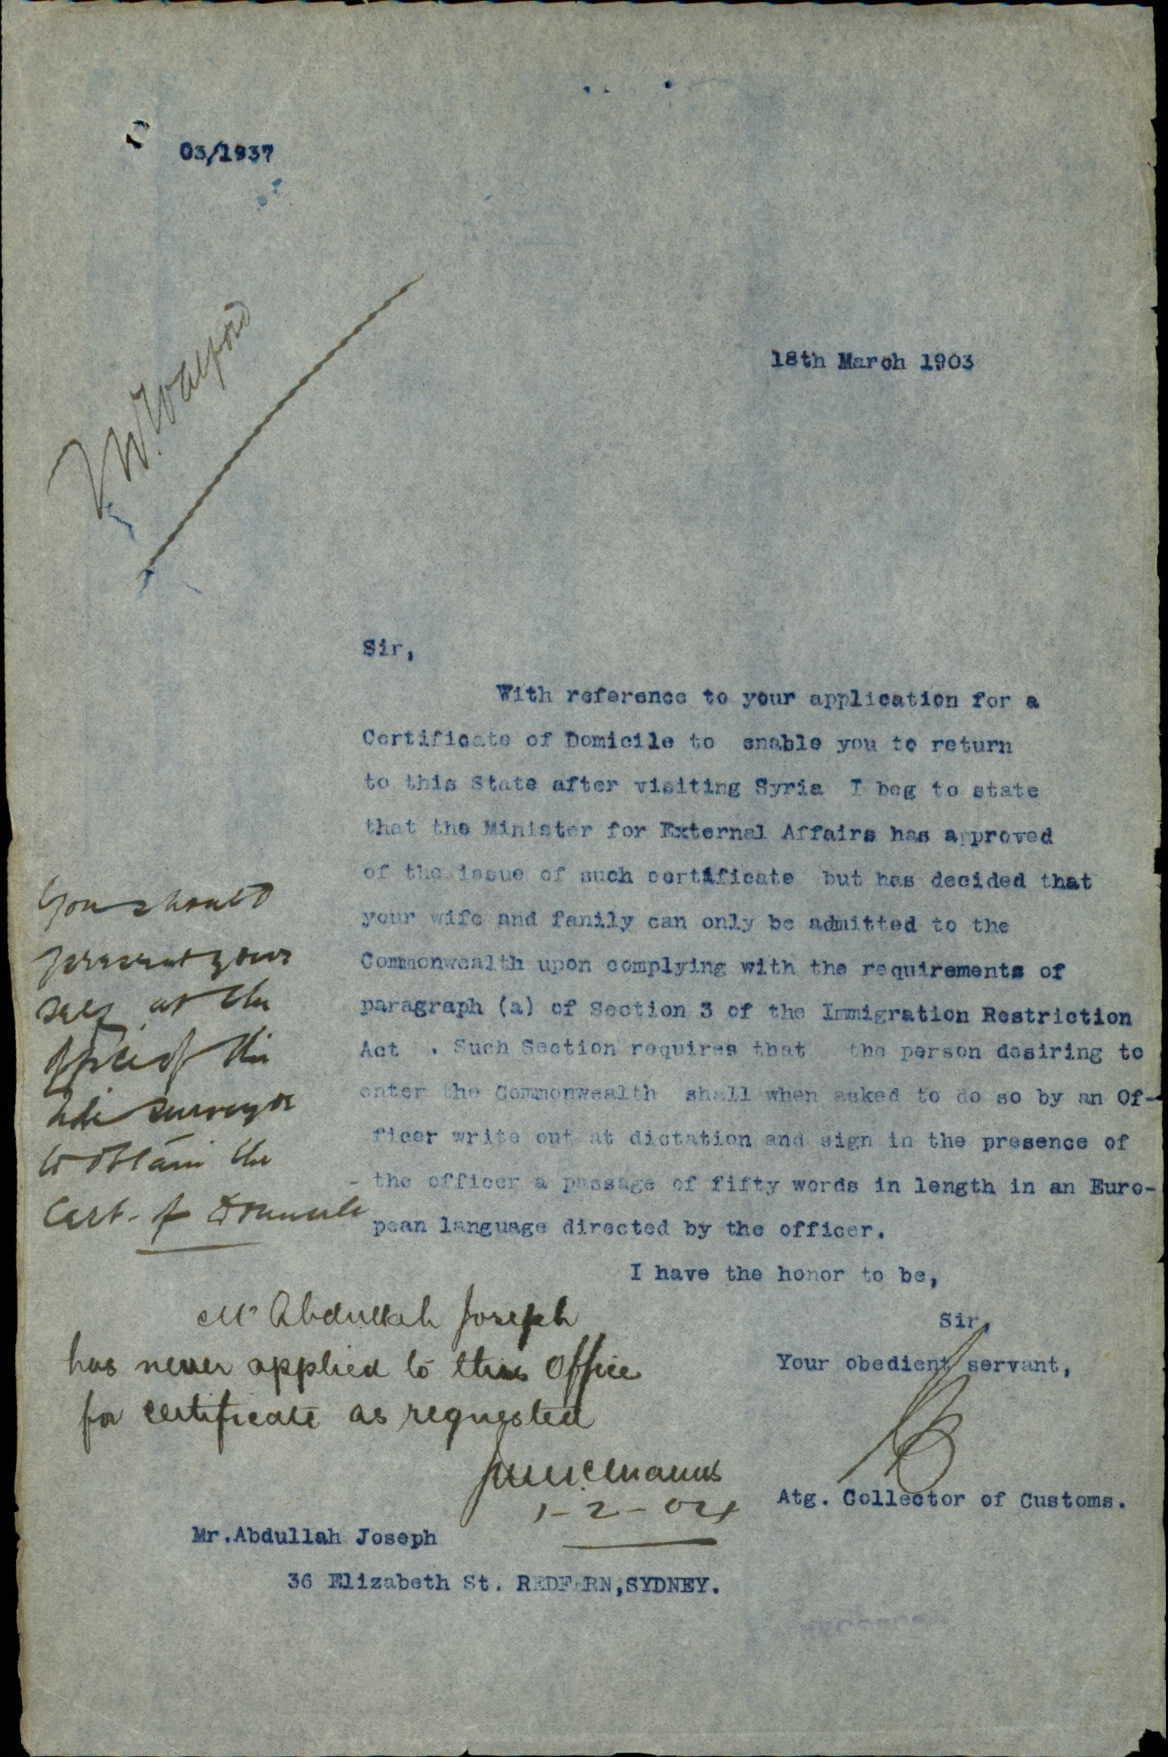 03/1937
18th March 1903
W. Walford
Sir,
With reference to your application for a
Certificate of Domicile to enable you to return
to this State after visiting Syria I beg to state
that the Minister for External Affairs has approved
of the issue of such certificate but has decided that
your wife and fanily can only be admitted to the
Commonwealth upon complying with the requirements of
paragraph (a) of Section 3 of the Immigration Restriction
Act . Such Section requires that the person desiring to
enter the Commonwealth shall when asked to do so by an Of-
ficer write out at dictation and sign in the presence of
the officer a passage of fifty words in length in an Euro-
pean language directed by the officer.
I have the honor to be,
Sir,
Your obedient servant,
Atg. Collector of Customs.
You should
present your
self at the
office of the
Tide Surveyor
to obtain the
Cert. of Domicile
Mr Abdullah Joseph
has never applied to this Office
for certificate as requested
1-2-04
Mr.Abdullah Joseph
36 Elizabeth St. REDFERN,SYDNEY.